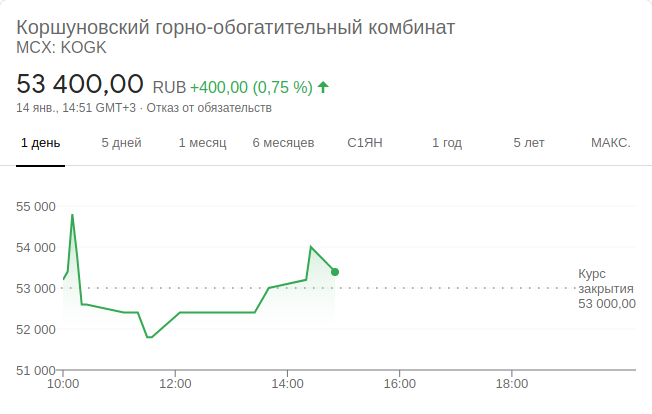 Коршуновский горно-обогатительный комбинат
MCX: KOGK
53 400,00 RUB +400,00 (0,75 %) ↑
14 янв., 14:51 GMT+3 · Отказ от обязательств
1 день 5 дней 1 месяц 6 месяцев С1ЯН 1 год 5 лет МАКС.
55 000
54 000
53 000
52 000
51 000
Курс
закрытия
53 000,00
10:00 12:00 14:00 16:00 18:00